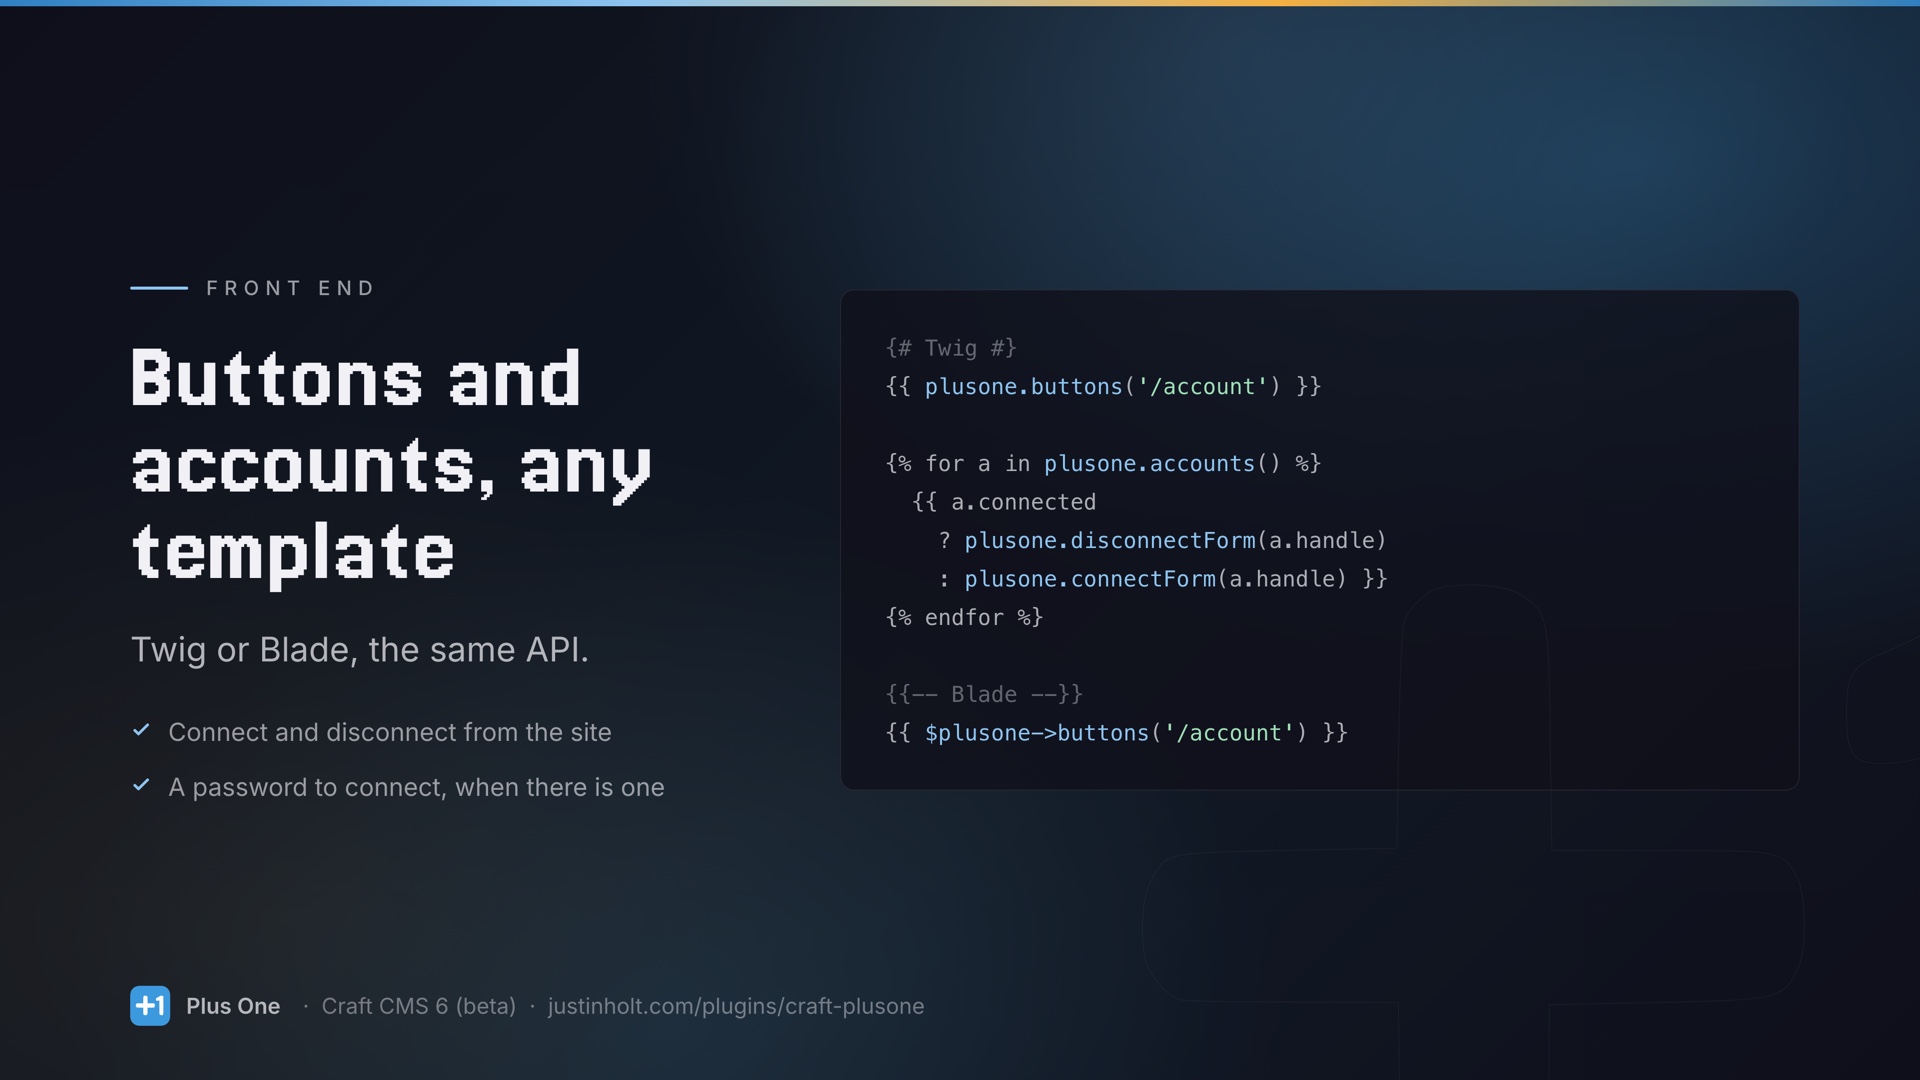 FRONT END
Buttons and
accounts, any
template
Twig or Blade, the same API.
✓ Connect and disconnect from the site
✓ A password to connect, when there is one
{# Twig #}
{{ plusone.buttons('/account') }}

{% for a in plusone.accounts() %}
  {{ a.connected
    ? plusone.disconnectForm(a.handle)
    : plusone.connectForm(a.handle) }}
{% endfor %}

{{-- Blade --}}
{{ $plusone->buttons('/account') }}
+1 Plus One · Craft CMS 6 (beta) · justinholt.com/plugins/craft-plusone